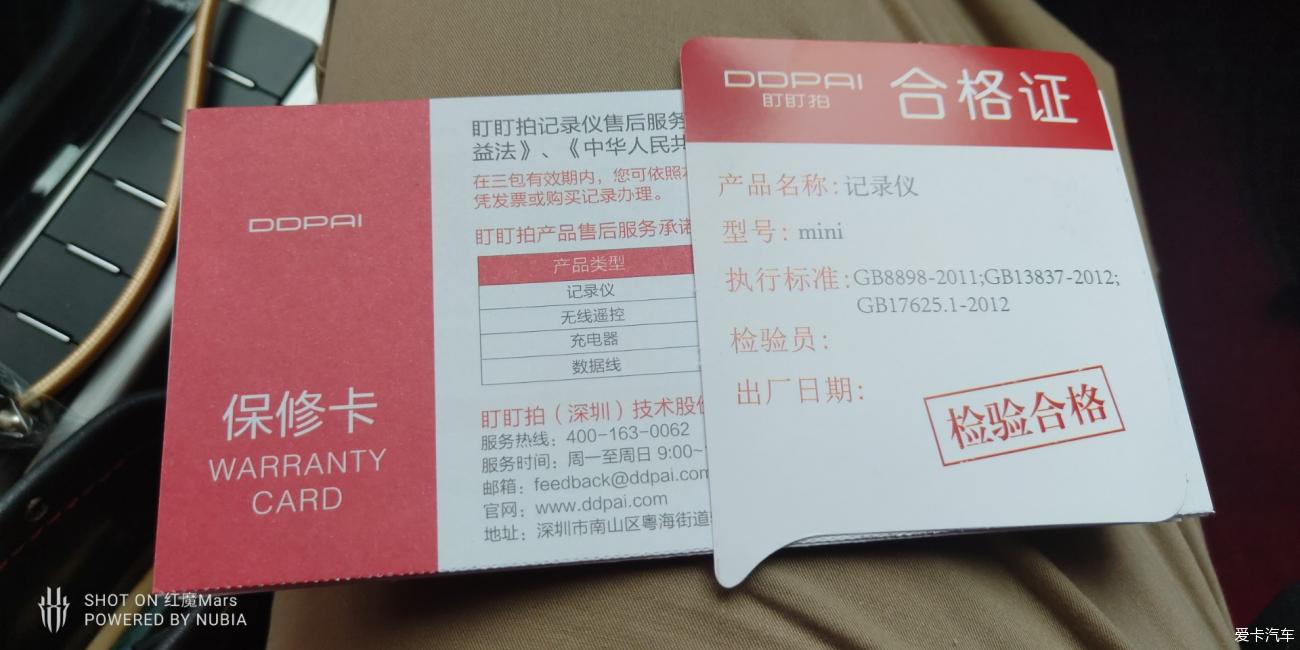 DDPAI
保修卡
WARRANTY
CARD
盯盯拍记录仪售后服务
益法》、《中华人民共
在三包有效期内，您可依照
凭发票或购买记录办理。
盯盯拍产品售后服务承诺
产品类型
记录仪
无线遥控
充电器
数据线
盯盯拍（深圳）技术股份
服务热线：400-163-0062
服务时间：周一至周日 9:00~
邮箱：feedback@ddpai.com
官网：www.ddpai.com
地址：深圳市南山区粤海街道
DDPAI
盯盯拍
合格证
产品名称：记录仪
型号：mini
执行标准：GB8898-2011;GB13837-2012;
GB17625.1-2012
检验员：
出厂日期：
检验合格
SHOT ON 红魔Mars
POWERED BY NUBIA
爱卡汽车